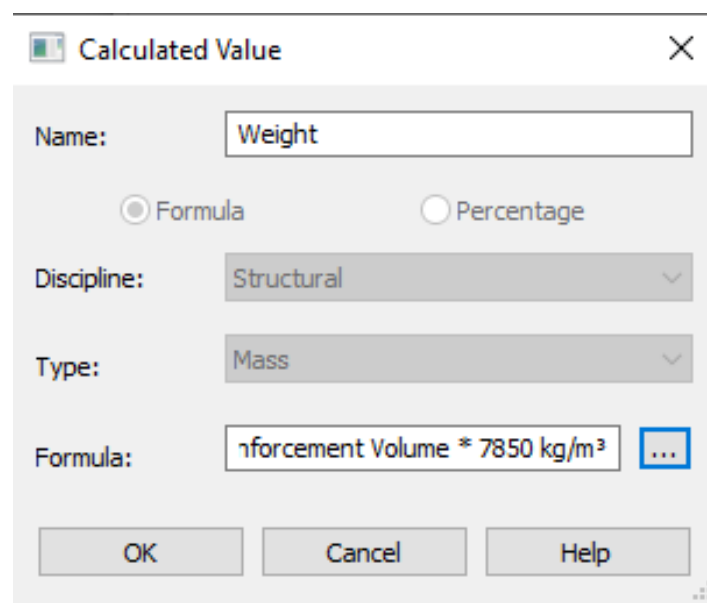 Calculated Value
Name: Weight
Formula Percentage
Discipline: Structural
Type: Mass
Formula: nforcement Volume * 7850 kg/m³ ...
OK Cancel Help